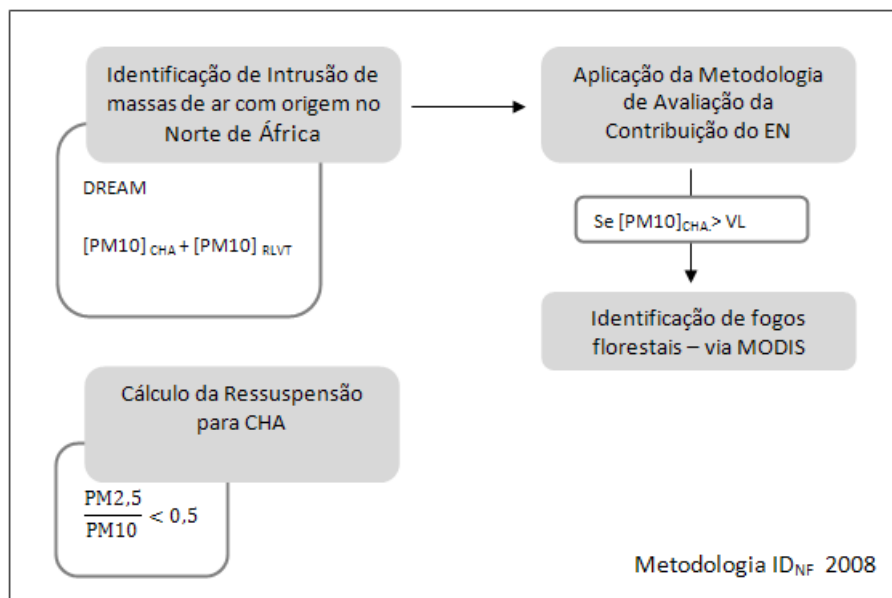 Identificação de Intrusão de
massas de ar com origem no
Norte de África
DREAM
[PM10] CHA + [PM10] RLVT
Aplicação da Metodologia
de Avaliação da
Contribuição do EN
Se [PM10]CHA.> VL
Identificação de fogos
florestais – via MODIS
Cálculo da Ressuspensão
para CHA
PM2,5
PM10 < 0,5
Metodologia IDNF 2008